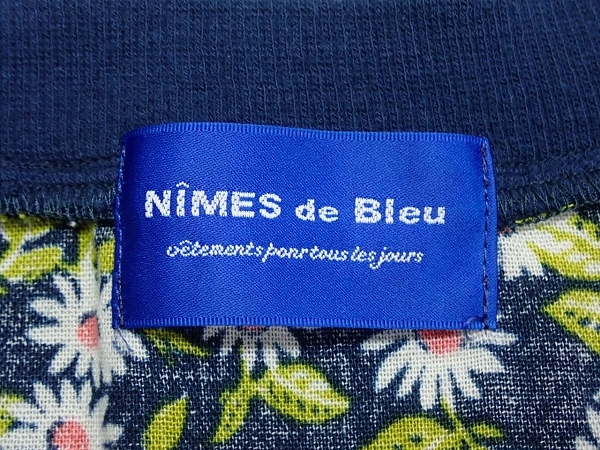 NÎMES de Bleu
vêtements pour tous les jours